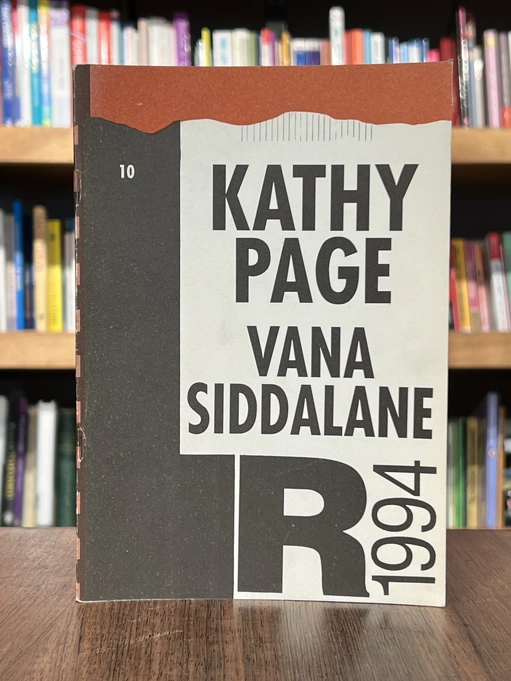 10
KATHY
PAGE
VANA
SIDDALANE
R
1994